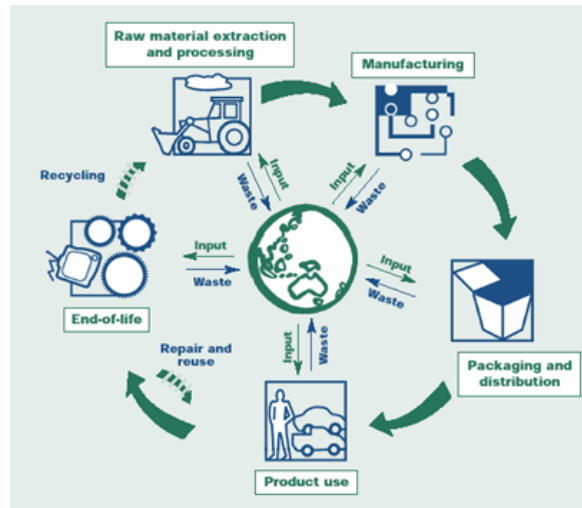 Raw material extraction
and processing
Manufacturing
Recycling
Input
Waste
Input
Waste
Input
Waste
Input
Waste
End-of-life
Repair and
reuse
Input
Waste
Packaging and
distribution
Product use